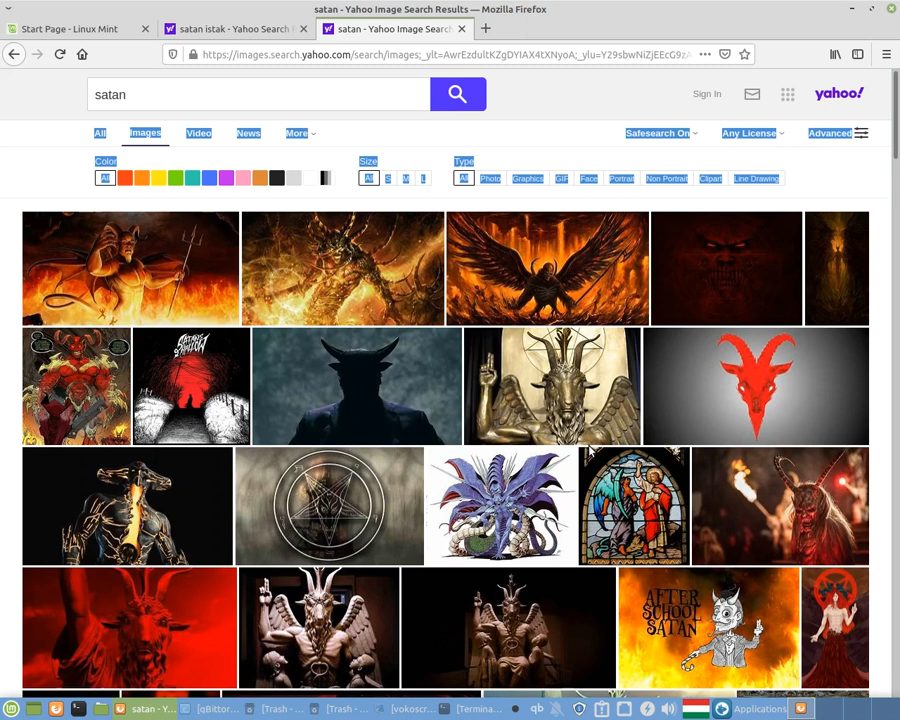 satan - Yahoo Image Search Results — Mozilla Firefox
Start Page - Linux Mint
satan istak - Yahoo Search
satan - Yahoo Image Search
https://images.search.yahoo.com/search/images;_ylt=
satan
Sign In
yahoo!
All Images Video News More Safesearch On Any License Advanced
Color Size Type
All All S M L All Photo Graphics GIF Face Portrait Non Portrait Clipart Line Drawing
AFTER
SCHOOL
SATAN
satan - Y... [qBittor... [Trash - ... [Trash - ... [vokoscr... [Termina... qb Applications